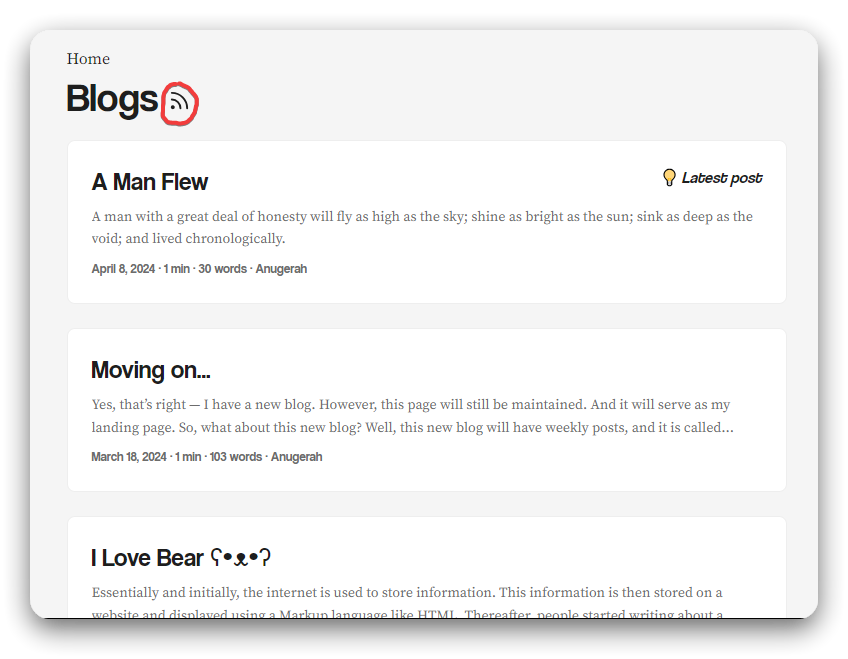 Home
Blogs
A Man Flew
💡 Latest post
A man with a great deal of honesty will fly as high as the sky; shine as bright as the sun; sink as deep as the
void; and lived chronologically.
April 8, 2024 · 1 min · 30 words · Anugerah
Moving on...
Yes, that’s right — I have a new blog. However, this page will still be maintained. And it will serve as my
landing page. So, what about this new blog? Well, this new blog will have weekly posts, and it is called...
March 18, 2024 · 1 min · 103 words · Anugerah
I Love Bear ʕ•ᴥ•ʔ
Essentially and initially, the internet is used to store information. This information is then stored on a
website and displayed using a Markup language like HTML. Thereafter, people started writing about a